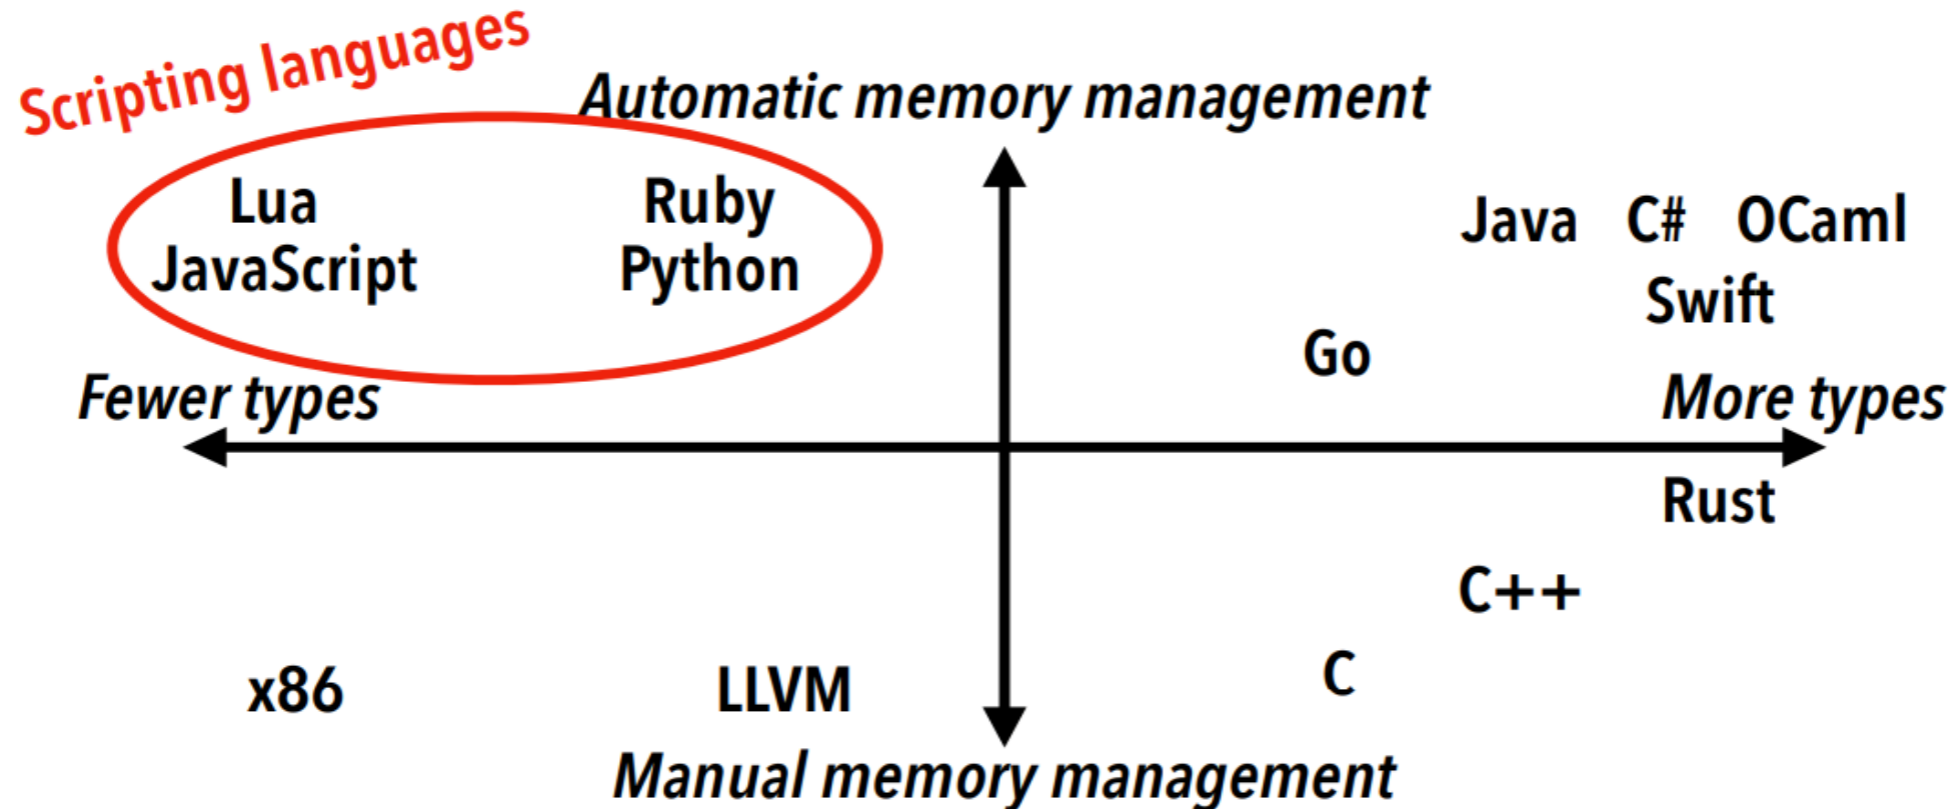 Scripting languages
Automatic memory management
Lua
JavaScript
Ruby
Python
Java C# OCaml
Swift
Go
Fewer types
More types
Rust
C++
C
x86
LLVM
Manual memory management